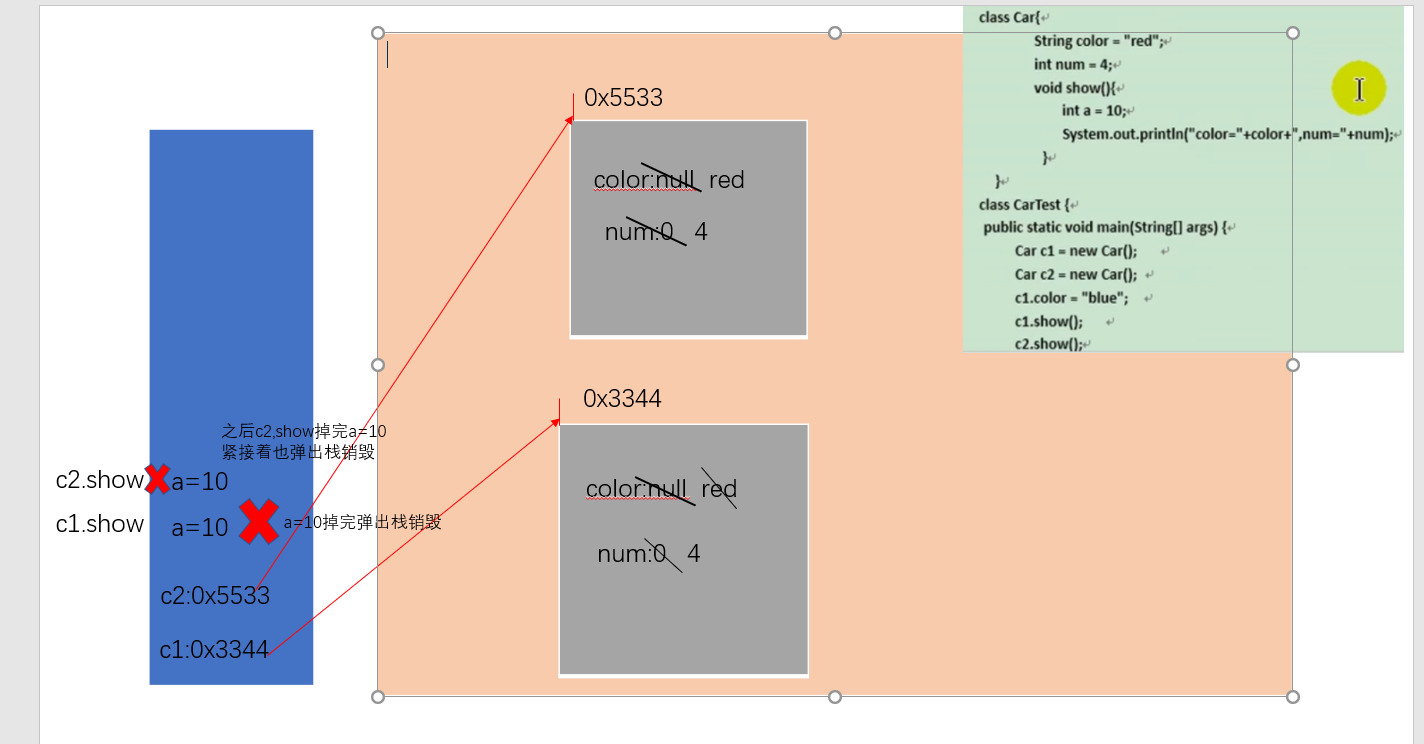 class Car{
String color = "red";
int num = 4;
void show(){
int a = 10;
System.out.println("color="+color+",num="+num);
}
}
class CarTest {
public static void main(String[] args) {
Car c1 = new Car();
Car c2 = new Car();
c1.color = "blue";
c1.show();
c2.show();
0x5533
color:null red
num:0 4
0x3344
color:null red
num:0 4
之后c2,show掉完a=10
紧接着也弹出栈销毁
c2.show a=10
c1.show a=10 a=10掉完弹出栈销毁
c2:0x5533
c1:0x3344